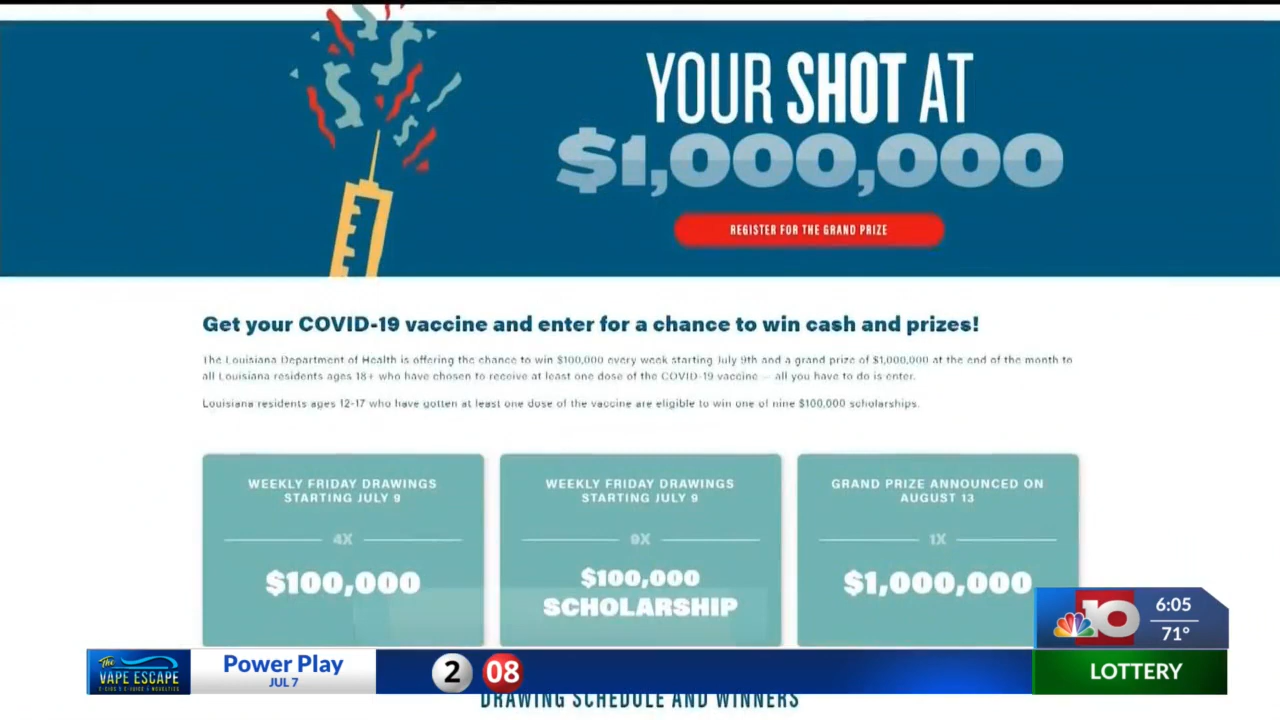 YOUR SHOT AT
$1,000,000
REGISTER FOR THE GRAND PRIZE
Get your COVID-19 vaccine and enter for a chance to win cash and prizes!
The Louisiana Department of Health is offering the chance to win $100,000 every week starting July 9th and a grand prize of $1,000,000 at the end of the month to
all Louisiana residents ages 18+ who have chosen to receive at least one dose of the COVID-19 vaccine — all you have to do is enter.
Louisiana residents ages 12-17 who have gotten at least one dose of the vaccine are eligible to win one of nine $100,000 scholarships.
WEEKLY FRIDAY DRAWINGS
STARTING JULY 9
4X
$100,000
WEEKLY FRIDAY DRAWINGS
STARTING JULY 9
9X
$100,000
SCHOLARSHIP
GRAND PRIZE ANNOUNCED ON
AUGUST 13
1X
$1,000,000
10
6:05
71°
The
VAPE ESCAPE
Power Play
JUL 7
2 08
LOTTERY
DRAWING SCHEDULE AND WINNERS